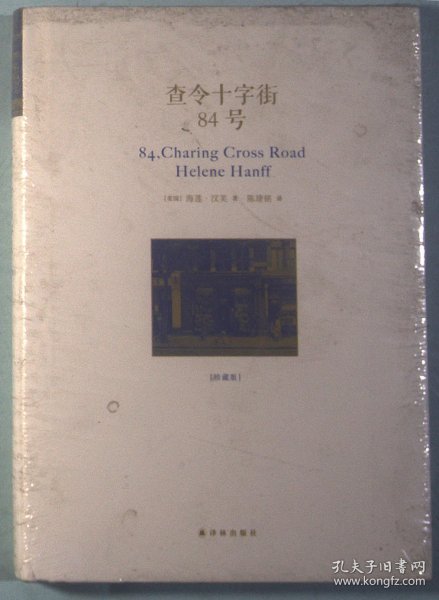 查令十字街
84 号
84, Charing Cross Road
Helene Hanff
[美国] 海莲·汉芙 著 陈建铭 译
[珍藏版]
译林出版社
孔夫子旧书网
www.kongfz.com